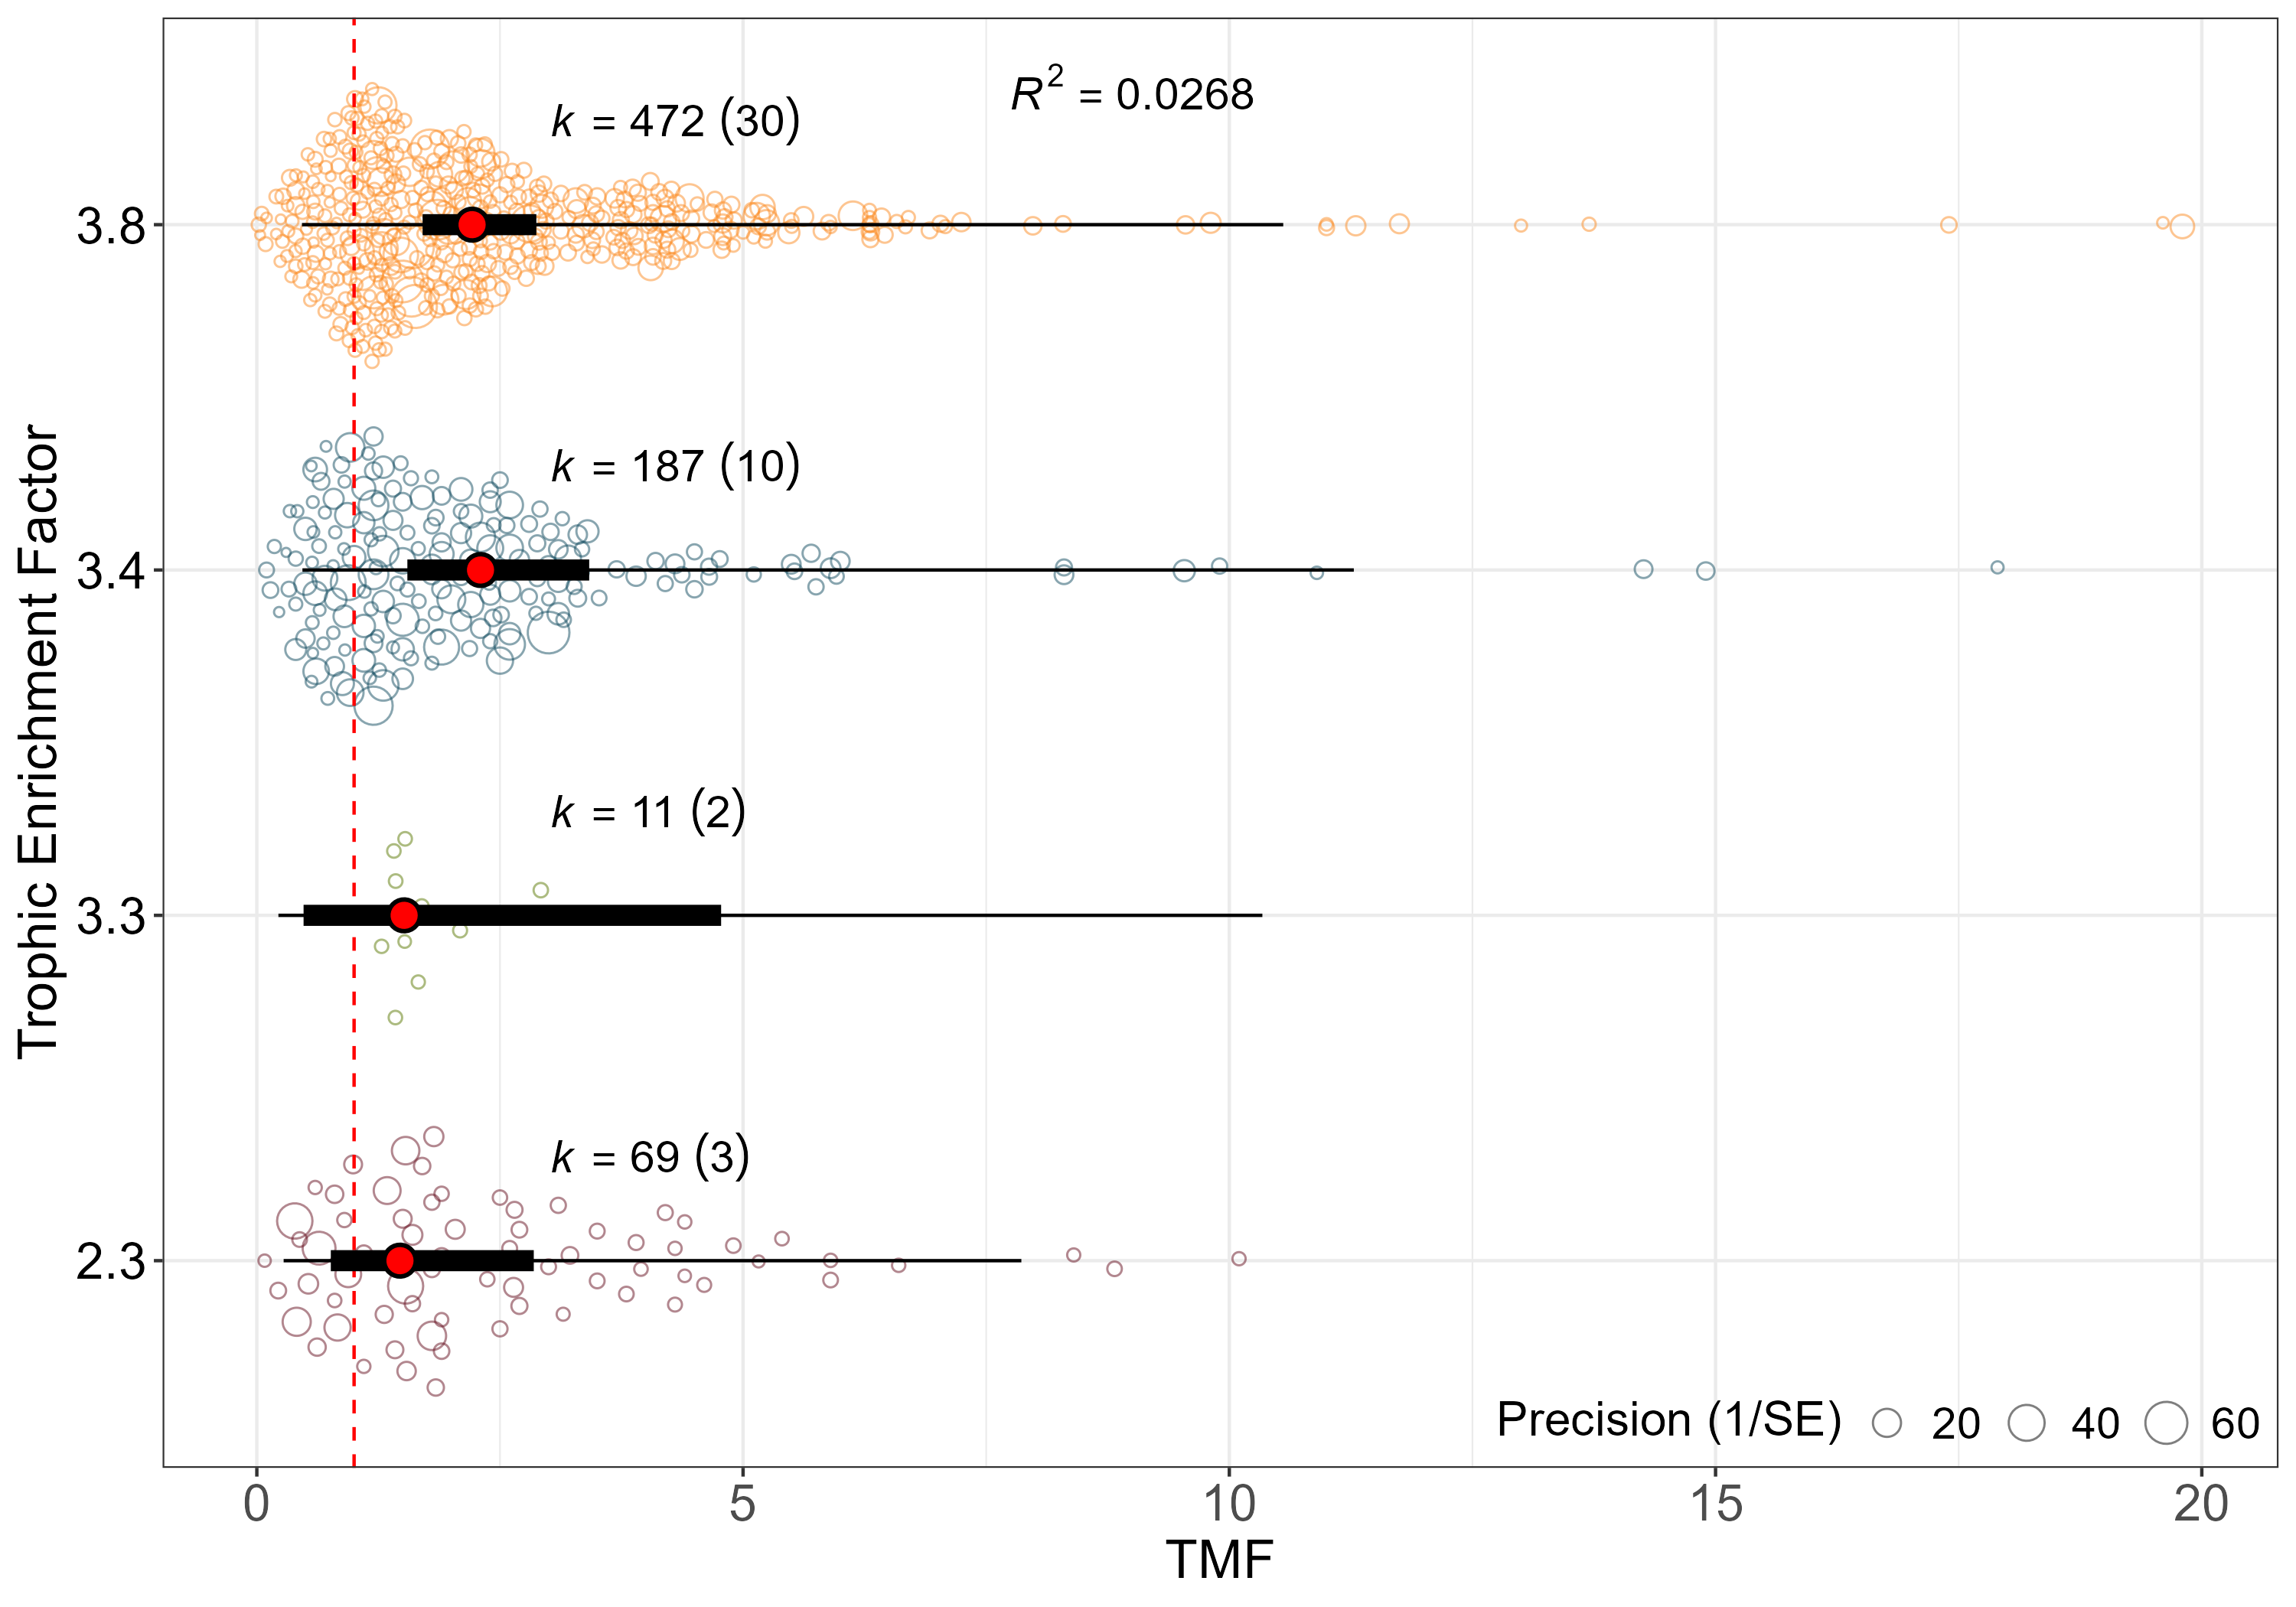 R² = 0.0268
k = 472 (30)
k = 187 (10)
k = 11 (2)
k = 69 (3)
Trophic Enrichment Factor
3.8
3.4
3.3
2.3
Precision (1/SE) 20 40 60
0 5 10 15 20
TMF